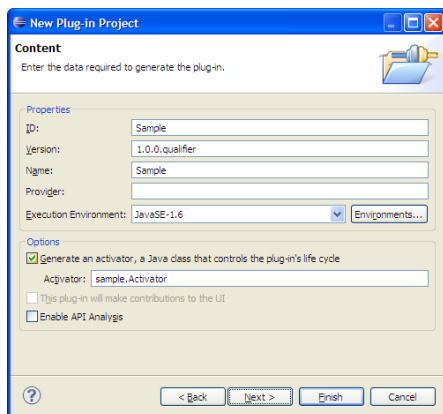 New Plug-in Project
Content
Enter the data required to generate the plug-in.
Properties
ID: Sample
Version: 1.0.0.qualifier
Name: Sample
Provider:
Execution Environment: JavaSE-1.6 Environments...
Options
Generate an activator, a Java class that controls the plug-in's life cycle
Activator: sample.Activator
This plug-in will make contributions to the UI
Enable API Analysis
? < Back Next > Finish Cancel